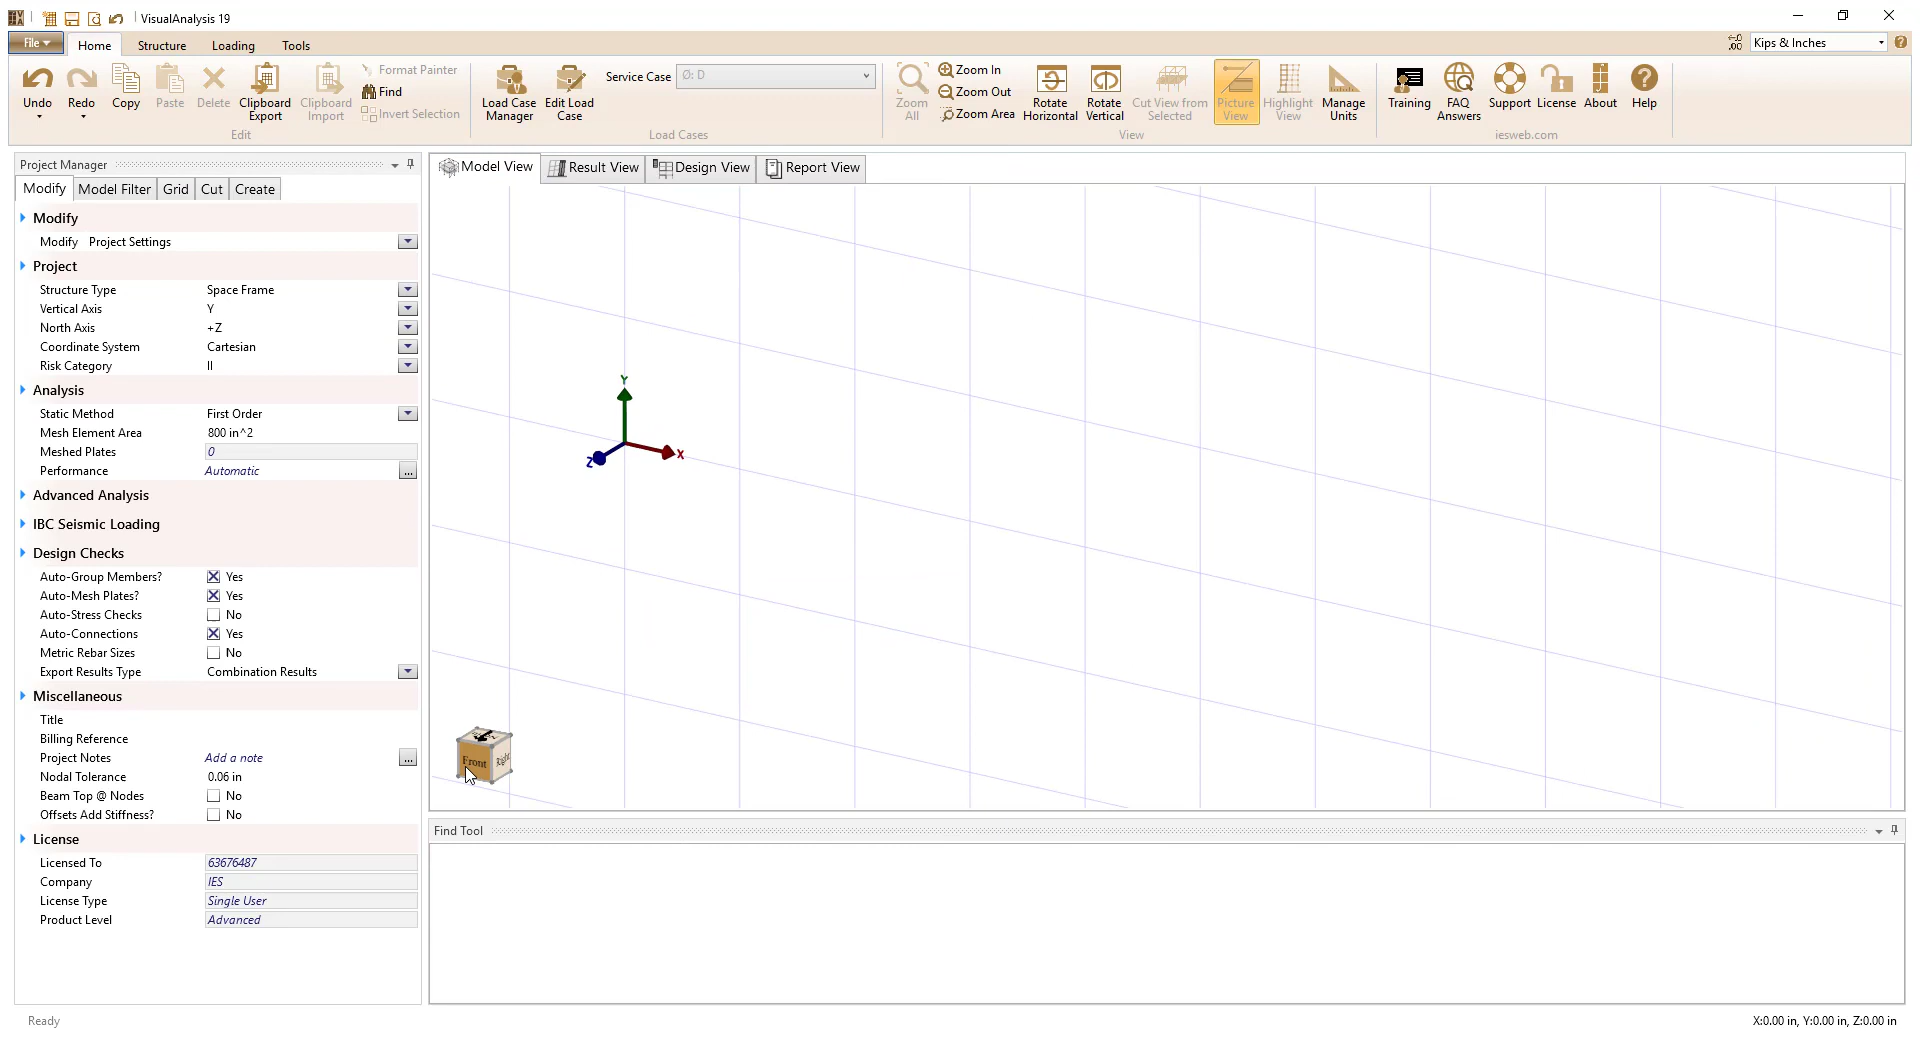 VisualAnalysis 19
File
Home
Structure
Loading
Tools
Kips & Inches
Undo
Redo
Copy
Paste
Delete
Clipboard Export
Clipboard Import
Format Painter
Find
Invert Selection
Edit
Load Case Manager
Edit Load Case
Service Case
Ø: D
Load Cases
Zoom All
Zoom In
Zoom Out
Zoom Area
Rotate Horizontal
Rotate Vertical
Cut View from Selected
Picture View
Highlight View
Manage Units
View
Training
FAQ Answers
Support
License
About
Help
iesweb.com
Project Manager
Modify
Model Filter
Grid
Cut
Create
Modify
Modify Project Settings
Project
Structure Type Space Frame
Vertical Axis Y
North Axis +Z
Coordinate System Cartesian
Risk Category II
Analysis
Static Method First Order
Mesh Element Area 800 in^2
Meshed Plates 0
Performance Automatic ...
Advanced Analysis
IBC Seismic Loading
Design Checks
Auto-Group Members? Yes
Auto-Mesh Plates? Yes
Auto-Stress Checks No
Auto-Connections Yes
Metric Rebar Sizes No
Export Results Type Combination Results
Miscellaneous
Title
Billing Reference
Project Notes Add a note ...
Nodal Tolerance 0.06 in
Beam Top @ Nodes No
Offsets Add Stiffness? No
License
Licensed To 63676487
Company IES
License Type Single User
Product Level Advanced
Model View
Result View
Design View
Report View
Y
X
Z
Front
Right
Find Tool
Ready
X:0.00 in, Y:0.00 in, Z:0.00 in